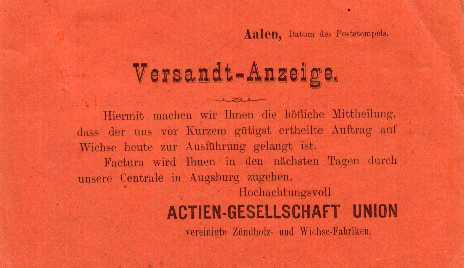 Aalen, Datum des Poststempels.
Versandt-Anzeige.
Hiermit machen wir Ihnen die höfliche Mittheilung,
dass der uns vor Kurzem gütigst ertheilte Auftrag auf
Wichse heute zur Ausführung gelangt ist.
Factura wird Ihnen in den nächsten Tagen durch
unsere Centrale in Augsburg zugehen.
Hochachtungsvoll
ACTIEN-GESELLSCHAFT UNION
vereinigte Zündholz- und Wichse-Fabriken.